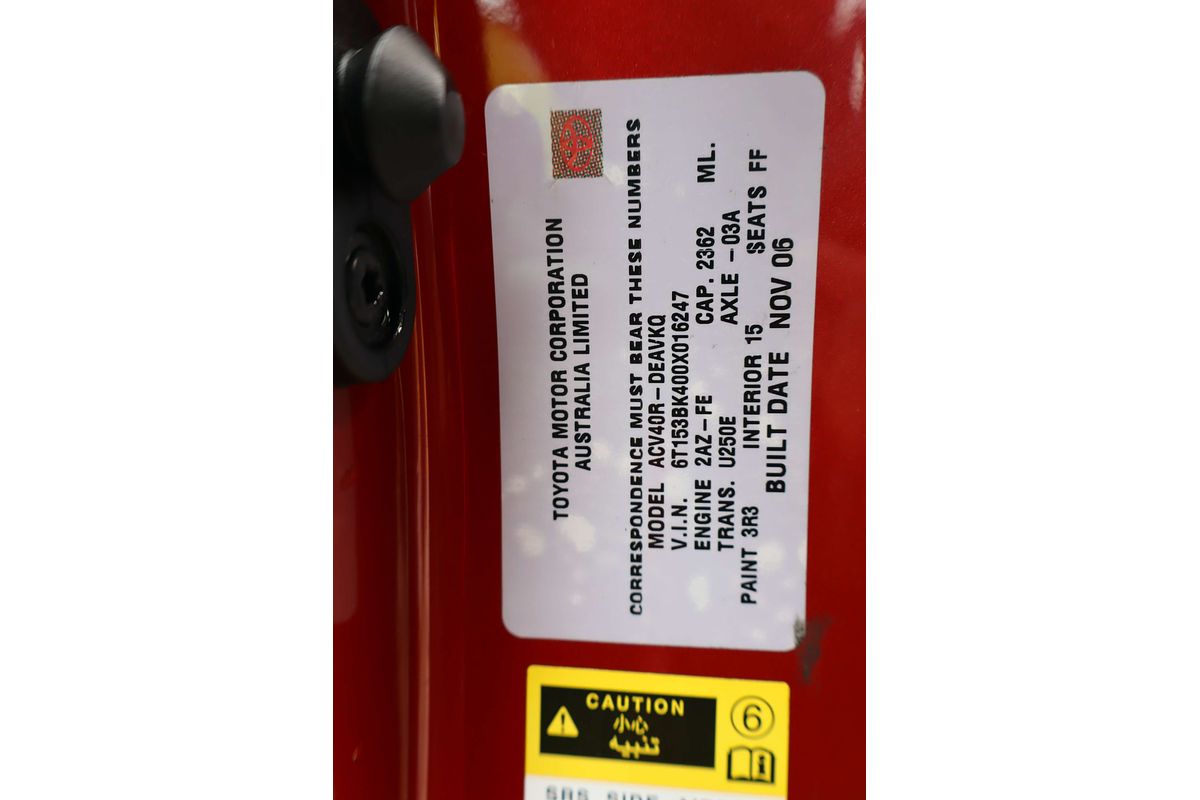 TOYOTA MOTOR CORPORATION
AUSTRALIA LIMITED
CORRESPONDENCE MUST BEAR THESE NUMBERS
MODEL ACV40R-DEAVKQ
V.I.N. 6T153BK400X016247
ENGINE 2AZ-FE CAP. 2362 ML.
TRANS. U250E AXLE -03A
PAINT 3R3 INTERIOR 15 SEATS FF
BUILT DATE NOV 06
CAUTION
小心
تنبيه
6
SRS SIDE